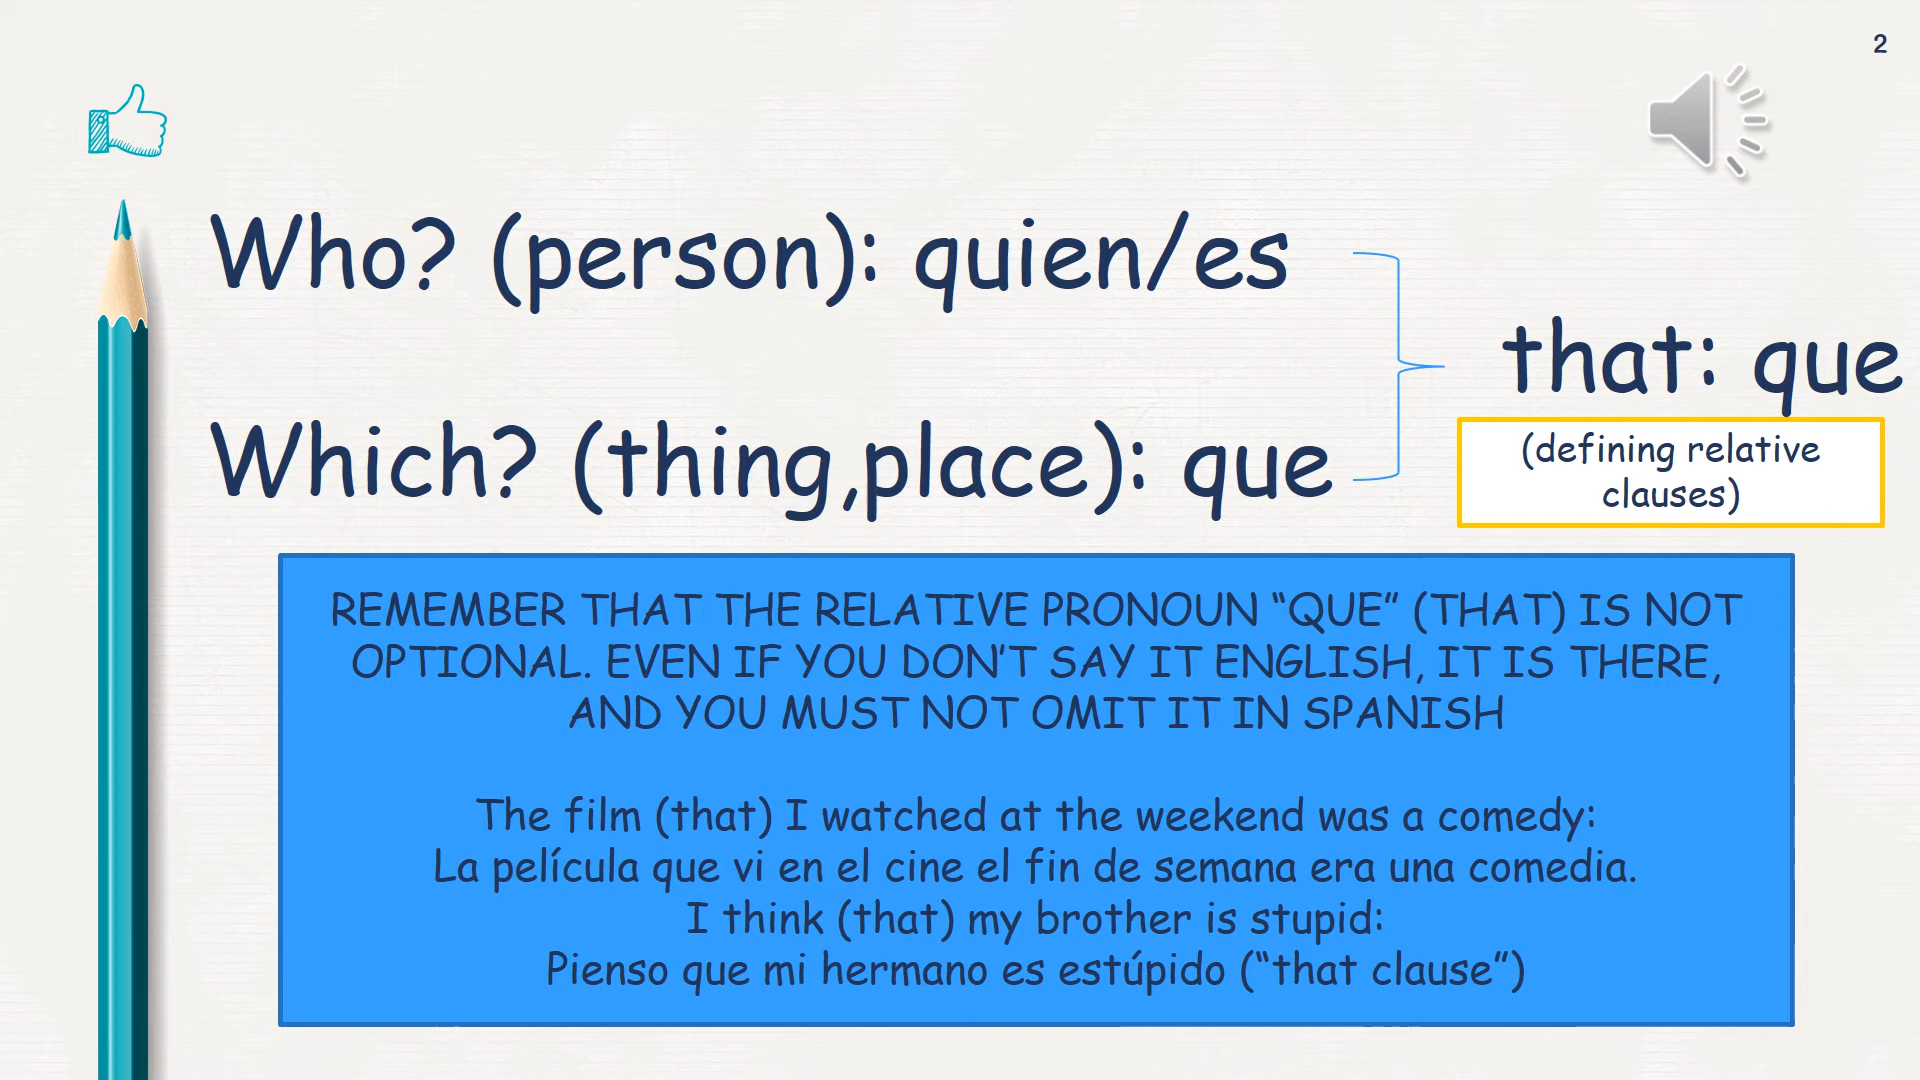 2
Who? (person): quien/es
that: que
Which? (thing,place): que
(defining relative
clauses)
REMEMBER THAT THE RELATIVE PRONOUN “QUE” (THAT) IS NOT
OPTIONAL. EVEN IF YOU DON’T SAY IT ENGLISH, IT IS THERE,
AND YOU MUST NOT OMIT IT IN SPANISH
The film (that) I watched at the weekend was a comedy:
La película que vi en el cine el fin de semana era una comedia.
I think (that) my brother is stupid:
Pienso que mi hermano es estúpido (“that clause”)